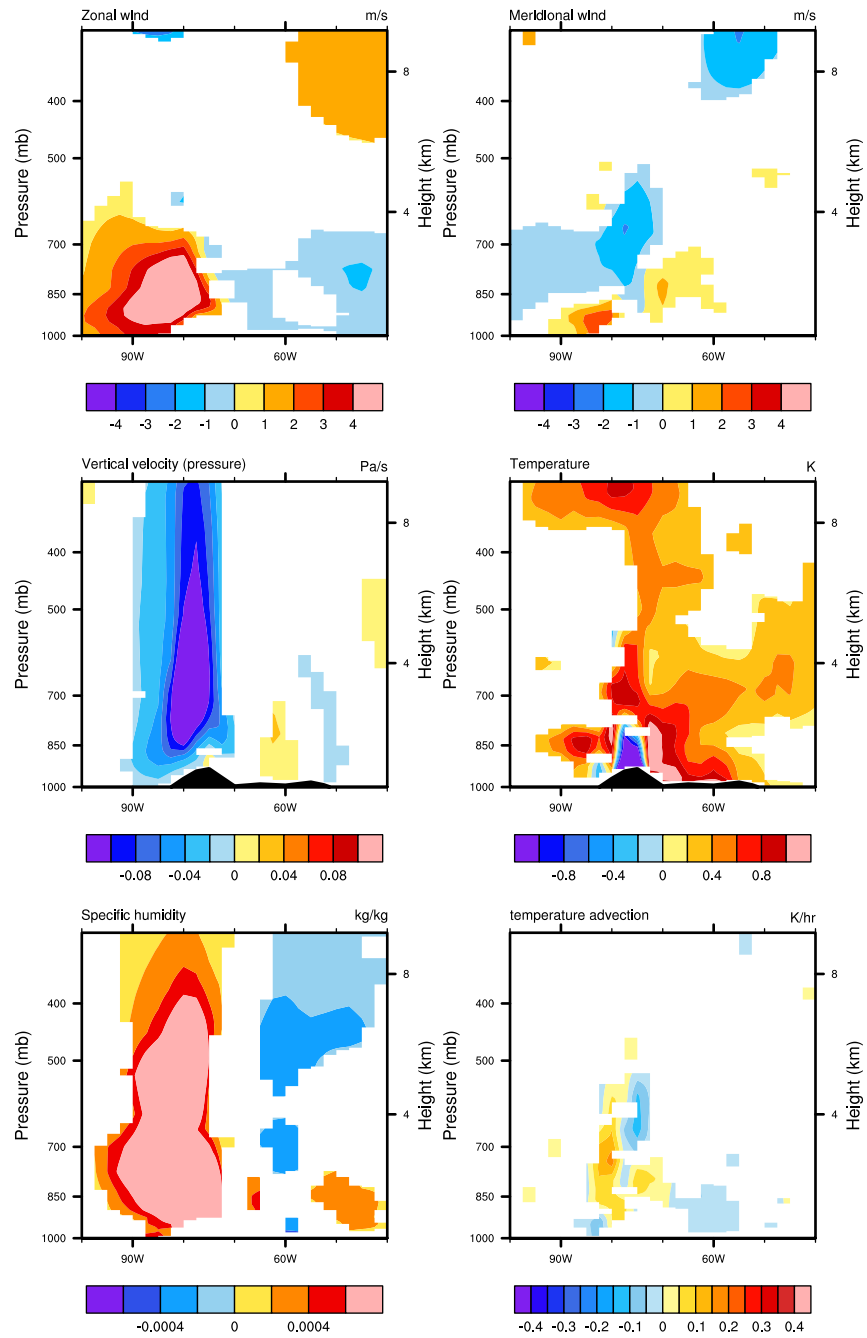 Zonal wind m/s
Meridional wind m/s
Pressure (mb)
400
500
700
850
1000
8
4
Height (km)
90W 60W
-4 -3 -2 -1 0 1 2 3 4
Pressure (mb)
400
500
700
850
1000
8
4
Height (km)
90W 60W
-4 -3 -2 -1 0 1 2 3 4
Vertical velocity (pressure) Pa/s
Temperature K
Pressure (mb)
400
500
700
850
1000
8
4
Height (km)
90W 60W
-0.08 -0.04 0 0.04 0.08
Pressure (mb)
400
500
700
850
1000
8
4
Height (km)
90W 60W
-0.8 -0.4 0 0.4 0.8
Specific humidity kg/kg
temperature advection K/hr
Pressure (mb)
400
500
700
850
1000
8
4
Height (km)
90W 60W
-0.0004 0 0.0004
Pressure (mb)
400
500
700
850
1000
8
4
Height (km)
90W 60W
-0.4 -0.3 -0.2 -0.1 0 0.1 0.2 0.3 0.4